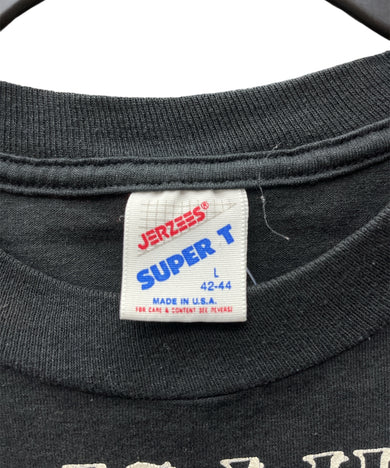 JERZEES®
SUPER T
L
42-44
MADE IN U.S.A.
FOR CARE & CONTENT SEE REVERSE